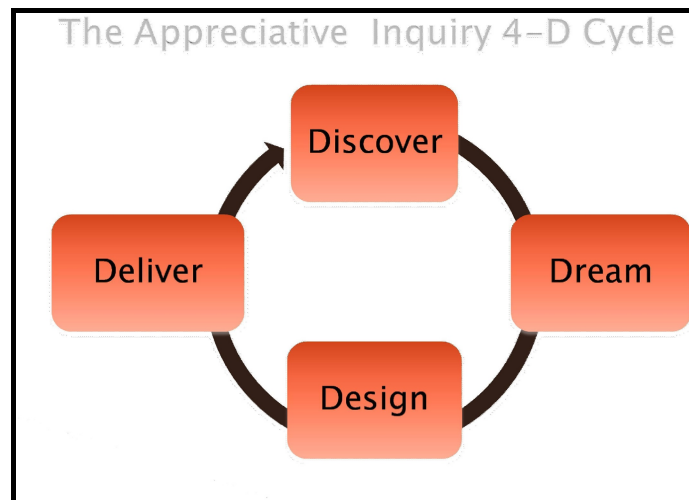 The Appreciative Inquiry 4-D Cycle
Discover
Dream
Design
Deliver